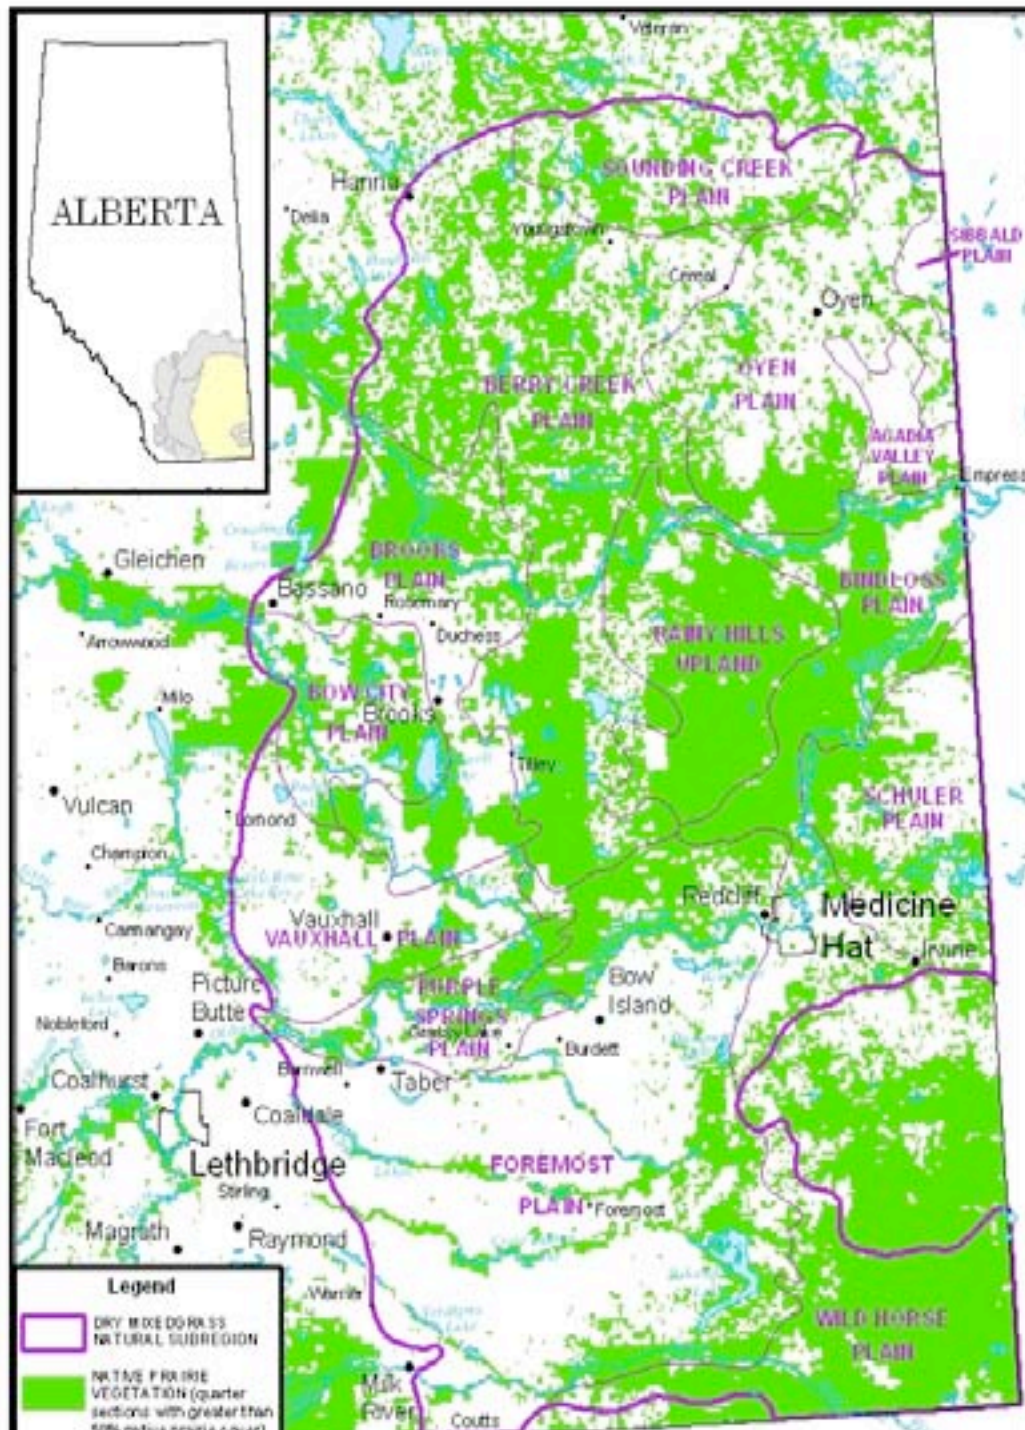 ALBERTA
Veteran
Hanna
Delia
SOUNDING CREEK
PLAIN
Youngstown
SIBBALD
PLAIN
Cereal
Oyen
BERRY CREEK
PLAIN
OYEN
PLAIN
ACADIA
VALLEY
PLAIN
Empress
Gleichen
BROOKS
PLAIN
Bassano
Rosemary
Duchess
Arrowwood
BINDLOSS
PLAIN
RAINY HILLS
UPLAND
BOW CITY
PLAIN
Brooks
Milo
Tilley
Vulcan
Lomond
SCHULER
PLAIN
Champion
Redcliff
Medicine
Hat
Carmangay
Vauxhall
VAUXHALL PLAIN
Irvine
Barons
Picture
Butte
PURPLE
SPRINGS
PLAIN
Bow
Island
Nobleford
Grassy Lake
Burdett
Barnwell
Taber
Coalhurst
Coaldale
Fort
Macleod
Lethbridge
FOREMOST
PLAIN
Foremost
Stirling
Magrath
Raymond
Warner
WILD HORSE
PLAIN
Milk
River
Coutts
Legend
DRY MIXEDGRASS
NATURAL SUBREGION
NATIVE PRAIRIE
VEGETATION (quarter
sections with greater than